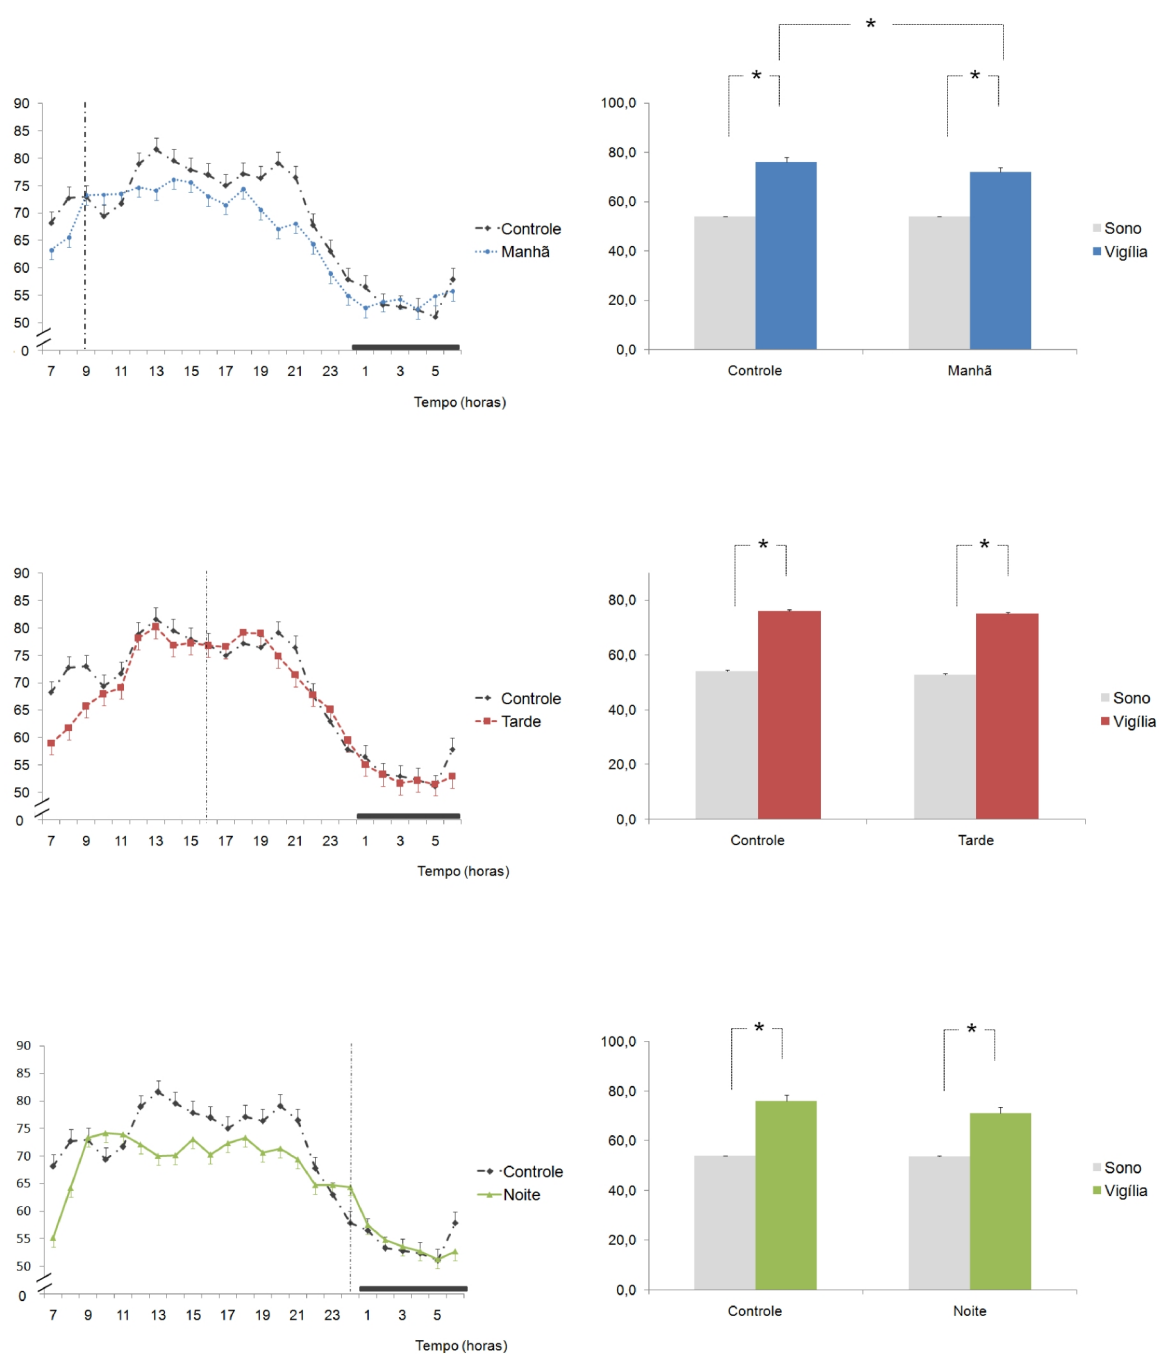 *
* *
90
85
80
75
70
65
60
55
50
0
7 9 11 13 15 17 19 21 23 1 3 5
Tempo (horas)
Controle
Manhã
100,0
80,0
60,0
40,0
20,0
0,0
Controle Manhã
Sono
Vigília
* *
90
85
80
75
70
65
60
55
50
0
7 9 11 13 15 17 19 21 23 1 3 5
Tempo (horas)
Controle
Tarde
80,0
60,0
40,0
20,0
0,0
Controle Tarde
Sono
Vigília
* *
90
85
80
75
70
65
60
55
50
0
7 9 11 13 15 17 19 21 23 1 3 5
Tempo (horas)
Controle
Noite
100,0
80,0
60,0
40,0
20,0
0,0
Controle Noite
Sono
Vigília